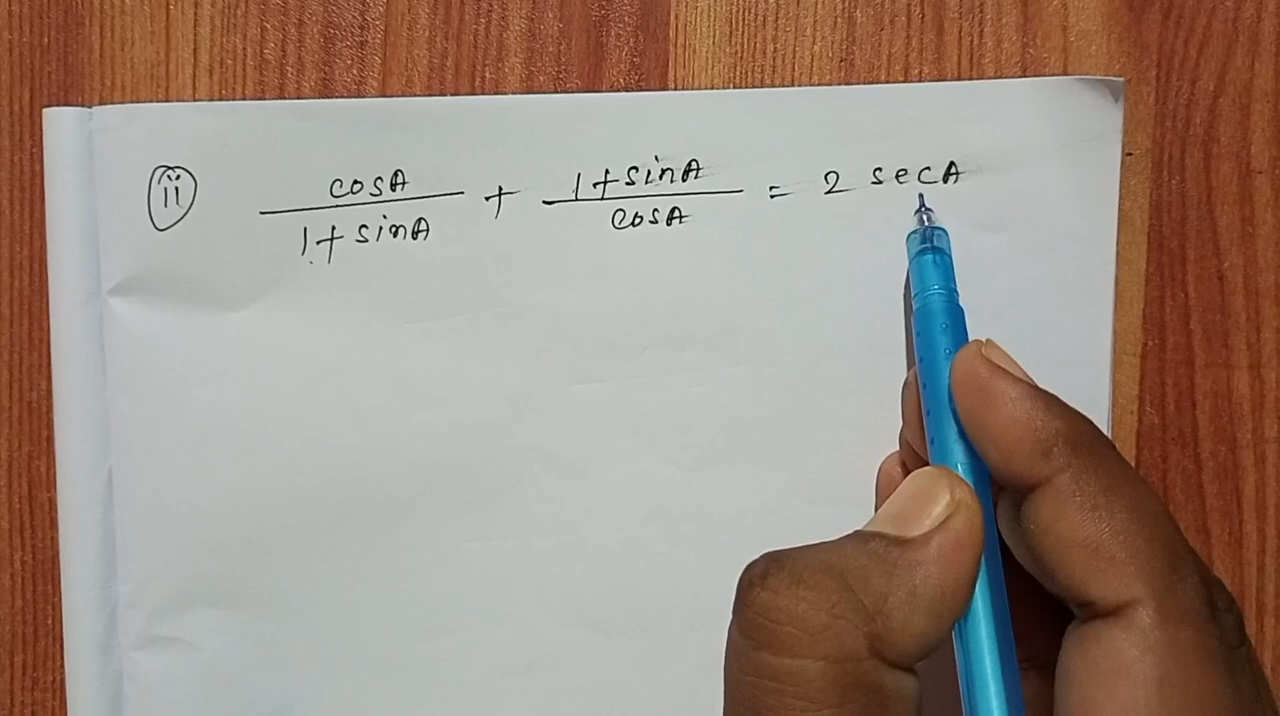 (ii) cosA/1+sinA + 1+sinA/cosA = 2 secA